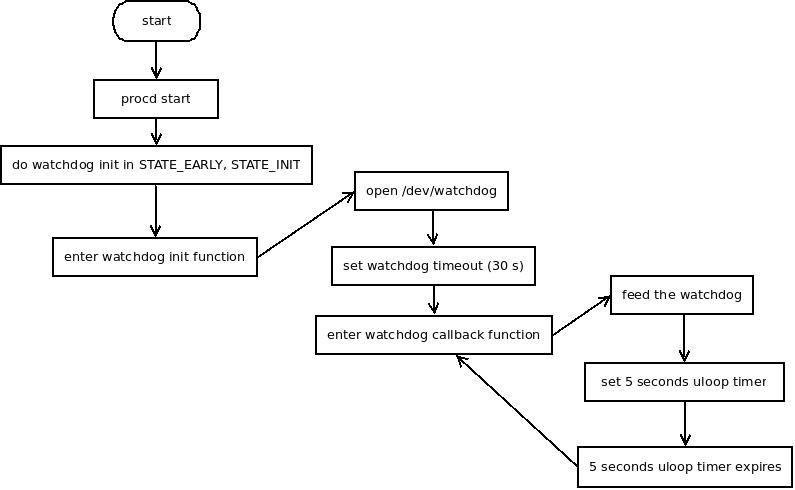 start
procd start
do watchdog init in STATE_EARLY, STATE_INIT
enter watchdog init function
open /dev/watchdog
set watchdog timeout (30 s)
enter watchdog callback function
feed the watchdog
set 5 seconds uloop timer
5 seconds uloop timer expires